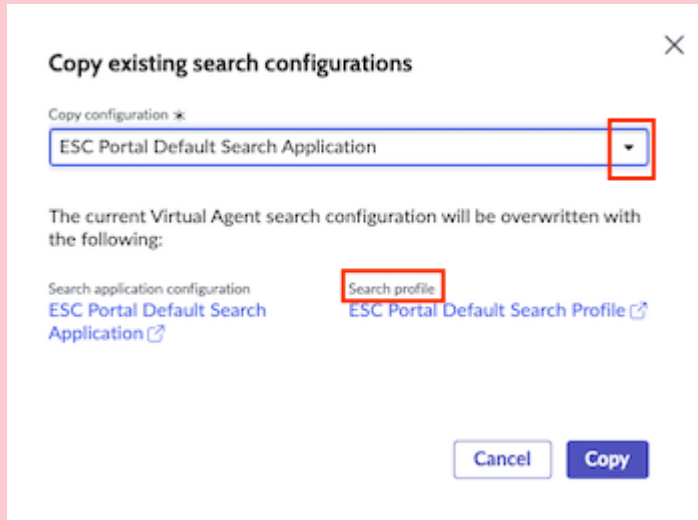 Copy existing search configurations
Copy configuration *
ESC Portal Default Search Application
The current Virtual Agent search configuration will be overwritten with
the following:
Search application configuration
ESC Portal Default Search
Application
Search profile
ESC Portal Default Search Profile
Cancel
Copy